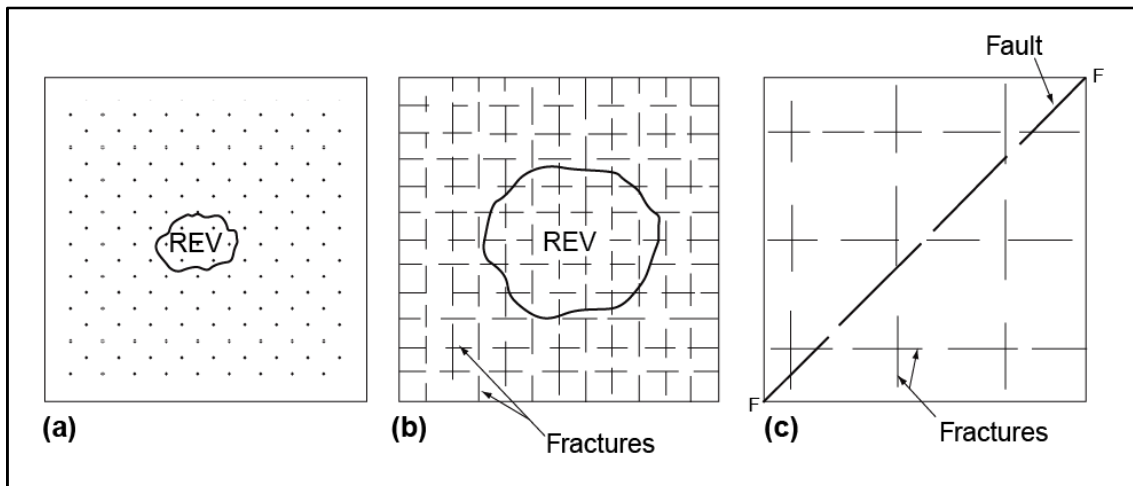 REV
(a)
REV
(b)
Fractures
Fault
F
F
(c)
Fractures